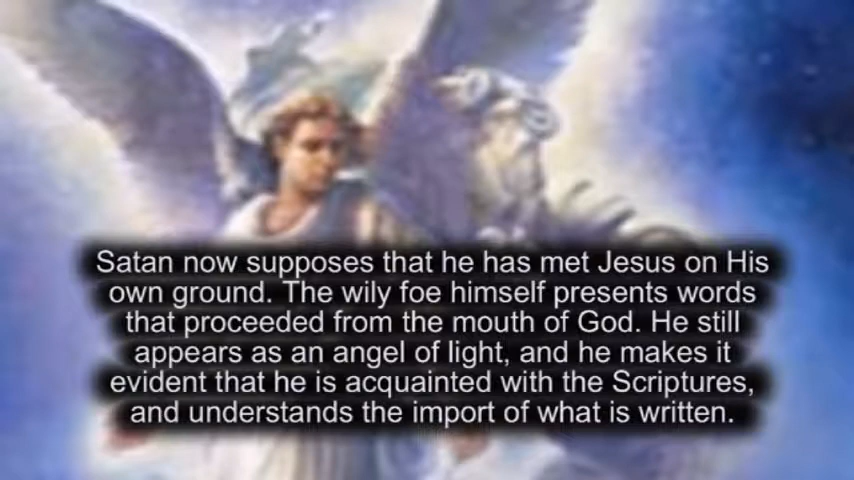 Satan now supposes that he has met Jesus on His
own ground. The wily foe himself presents words
that proceeded from the mouth of God. He still
appears as an angel of light, and he makes it
evident that he is acquainted with the Scriptures,
and understands the import of what is written.